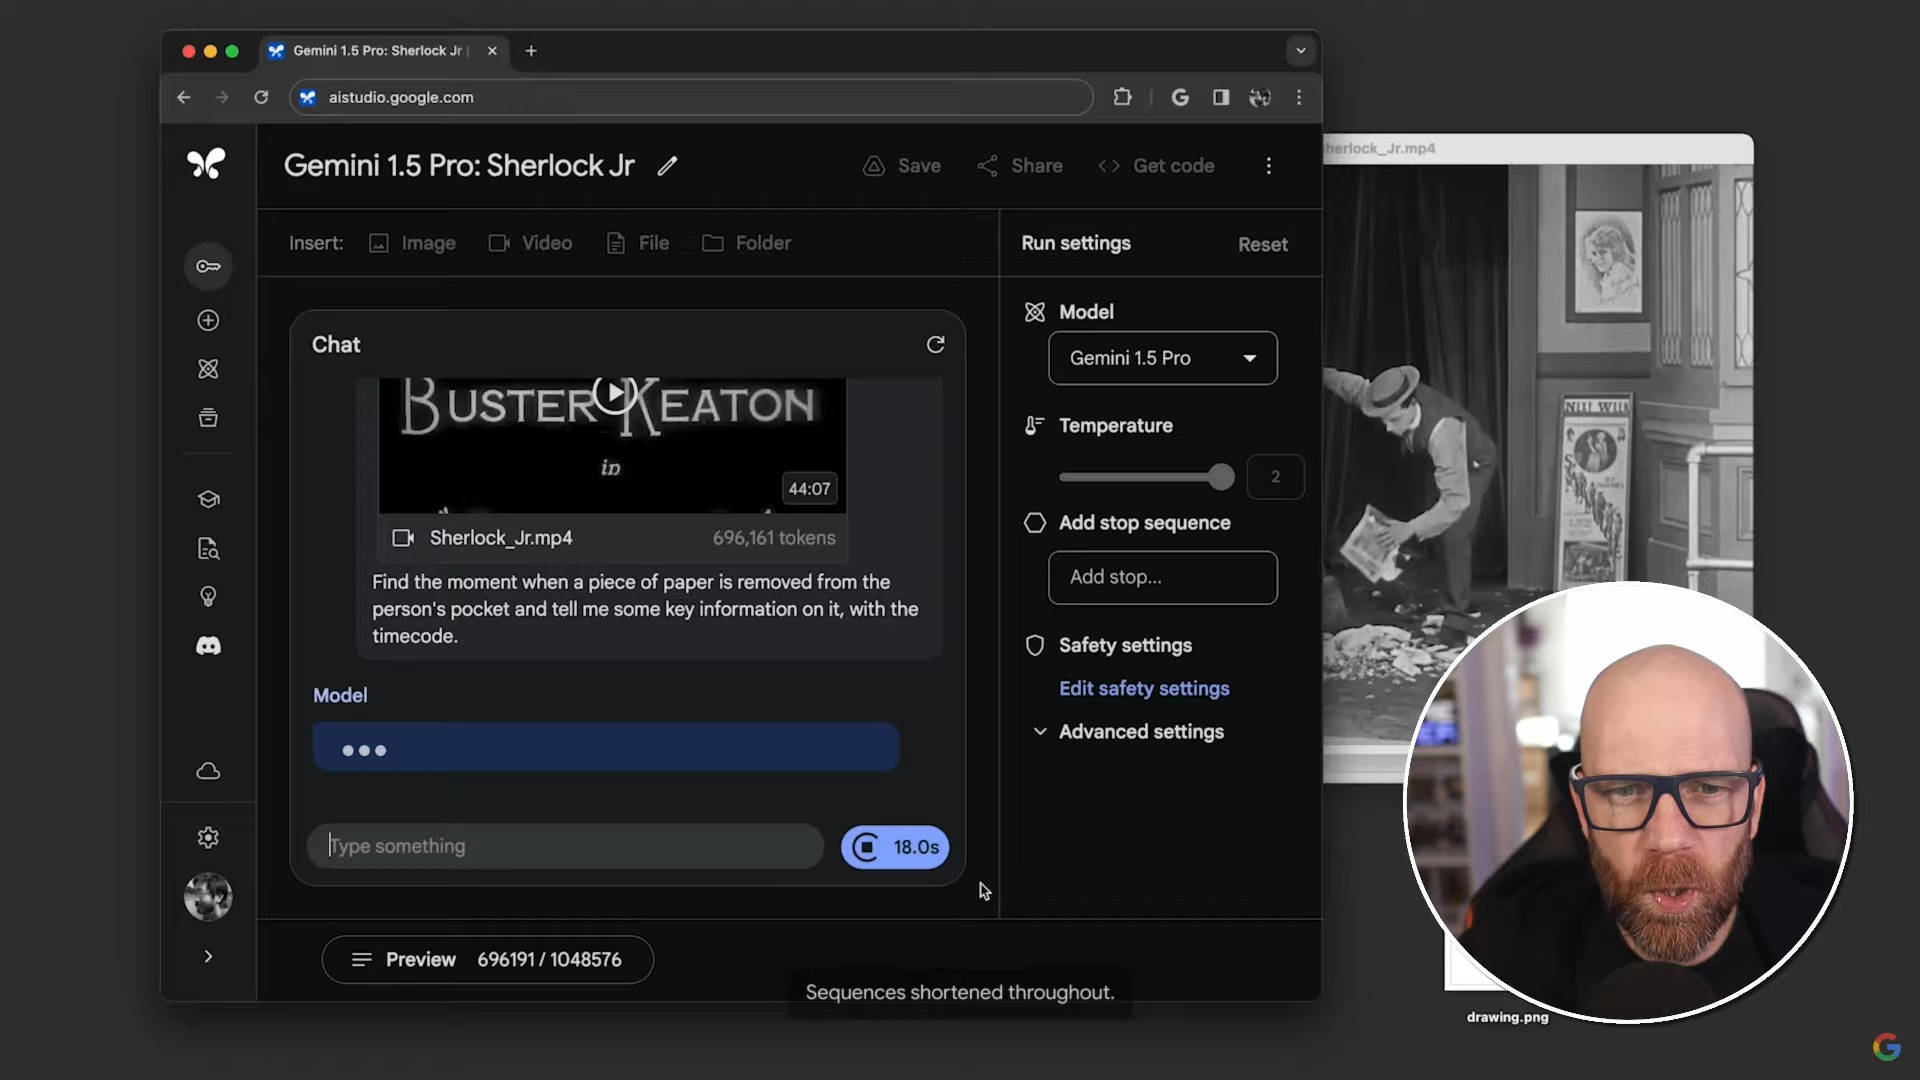 Gemini 1.5 Pro: Sherlock Jr
aistudio.google.com
Gemini 1.5 Pro: Sherlock Jr
Save
Share
Get code
Sherlock_Jr.mp4
Insert:
Image
Video
File
Folder
Run settings
Reset
Chat
BUSTER KEATON
in
44:07
Sherlock_Jr.mp4
696,161 tokens
Find the moment when a piece of paper is removed from the
person's pocket and tell me some key information on it, with the
timecode.
Model
Type something
18.0s
Model
Gemini 1.5 Pro
Temperature
2
Add stop sequence
Add stop...
Safety settings
Edit safety settings
Advanced settings
NEXT WEEK
Preview 696191 / 1048576
Sequences shortened throughout.
drawing.png